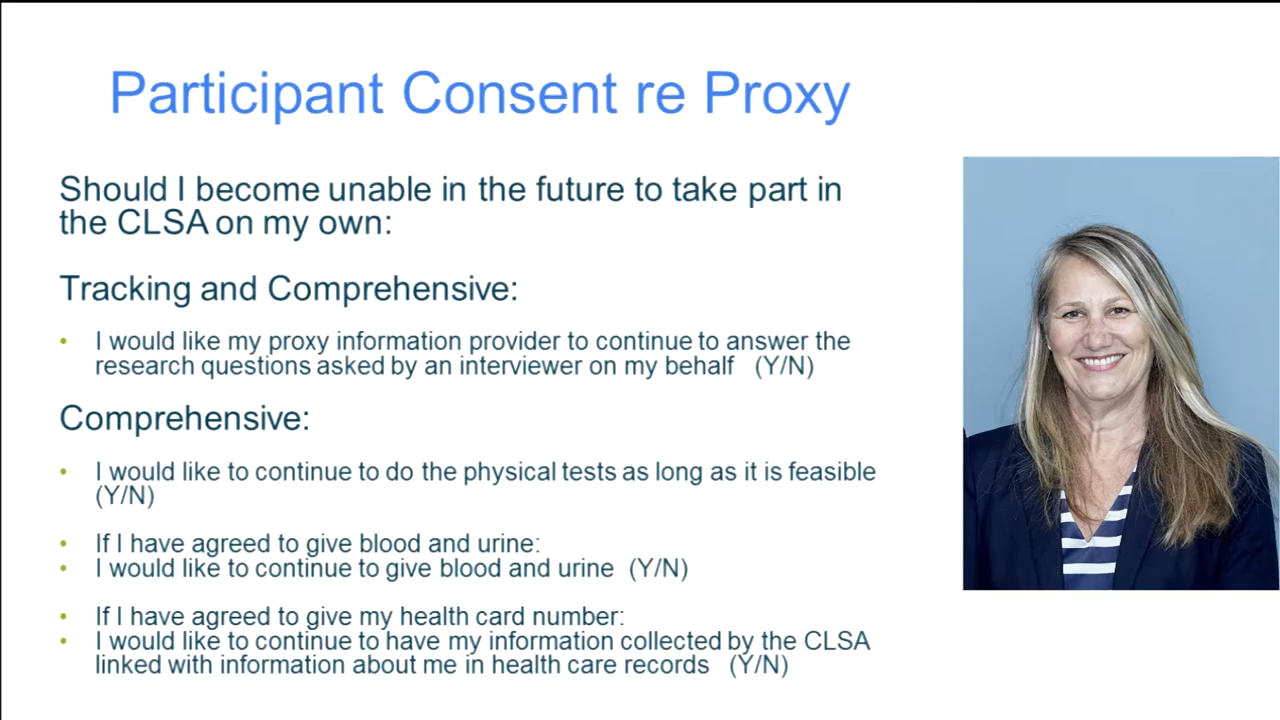 Participant Consent re Proxy
Should I become unable in the future to take part in
the CLSA on my own:
Tracking and Comprehensive:
• I would like my proxy information provider to continue to answer the
research questions asked by an interviewer on my behalf (Y/N)
Comprehensive:
• I would like to continue to do the physical tests as long as it is feasible
(Y/N)
• If I have agreed to give blood and urine:
• I would like to continue to give blood and urine (Y/N)
• If I have agreed to give my health card number:
• I would like to continue to have my information collected by the CLSA
linked with information about me in health care records (Y/N)